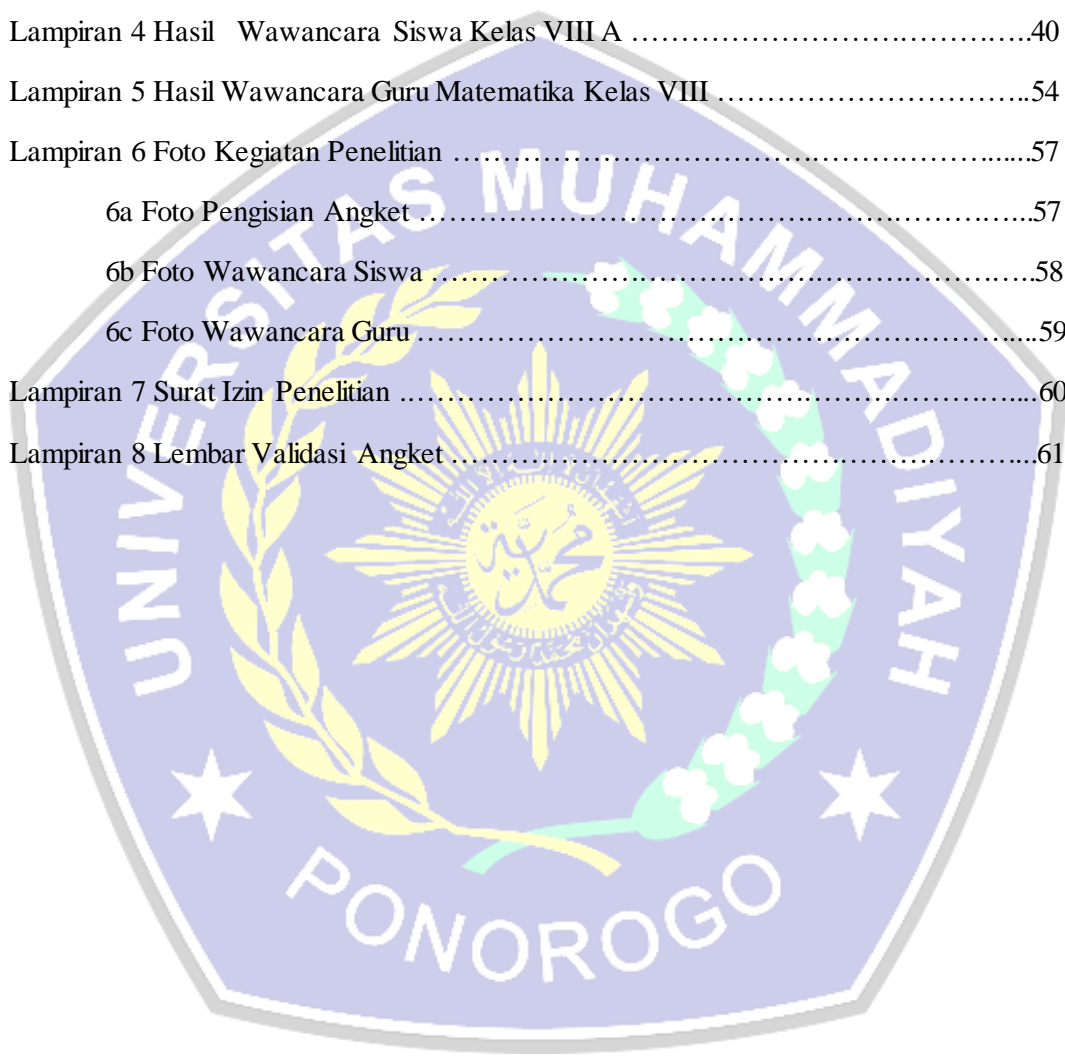 Lampiran 4 Hasil Wawancara Siswa Kelas VIII A ………………………………….40
Lampiran 5 Hasil Wawancara Guru Matematika Kelas VIII …………………………..54
Lampiran 6 Foto Kegiatan Penelitian …………………………………………………...57
6a Foto Pengisian Angket ……………………………………………………...57
6b Foto Wawancara Siswa …………………………………………………….58
6c Foto Wawancara Guru ……………………………………………………....59
Lampiran 7 Surat Izin Penelitian ..……………………………………………………....60
Lampiran 8 Lembar Validasi Angket …………………………………………………...61
UNIVERSITAS MUHAMMADIYAH
محمدية
PONOROGO